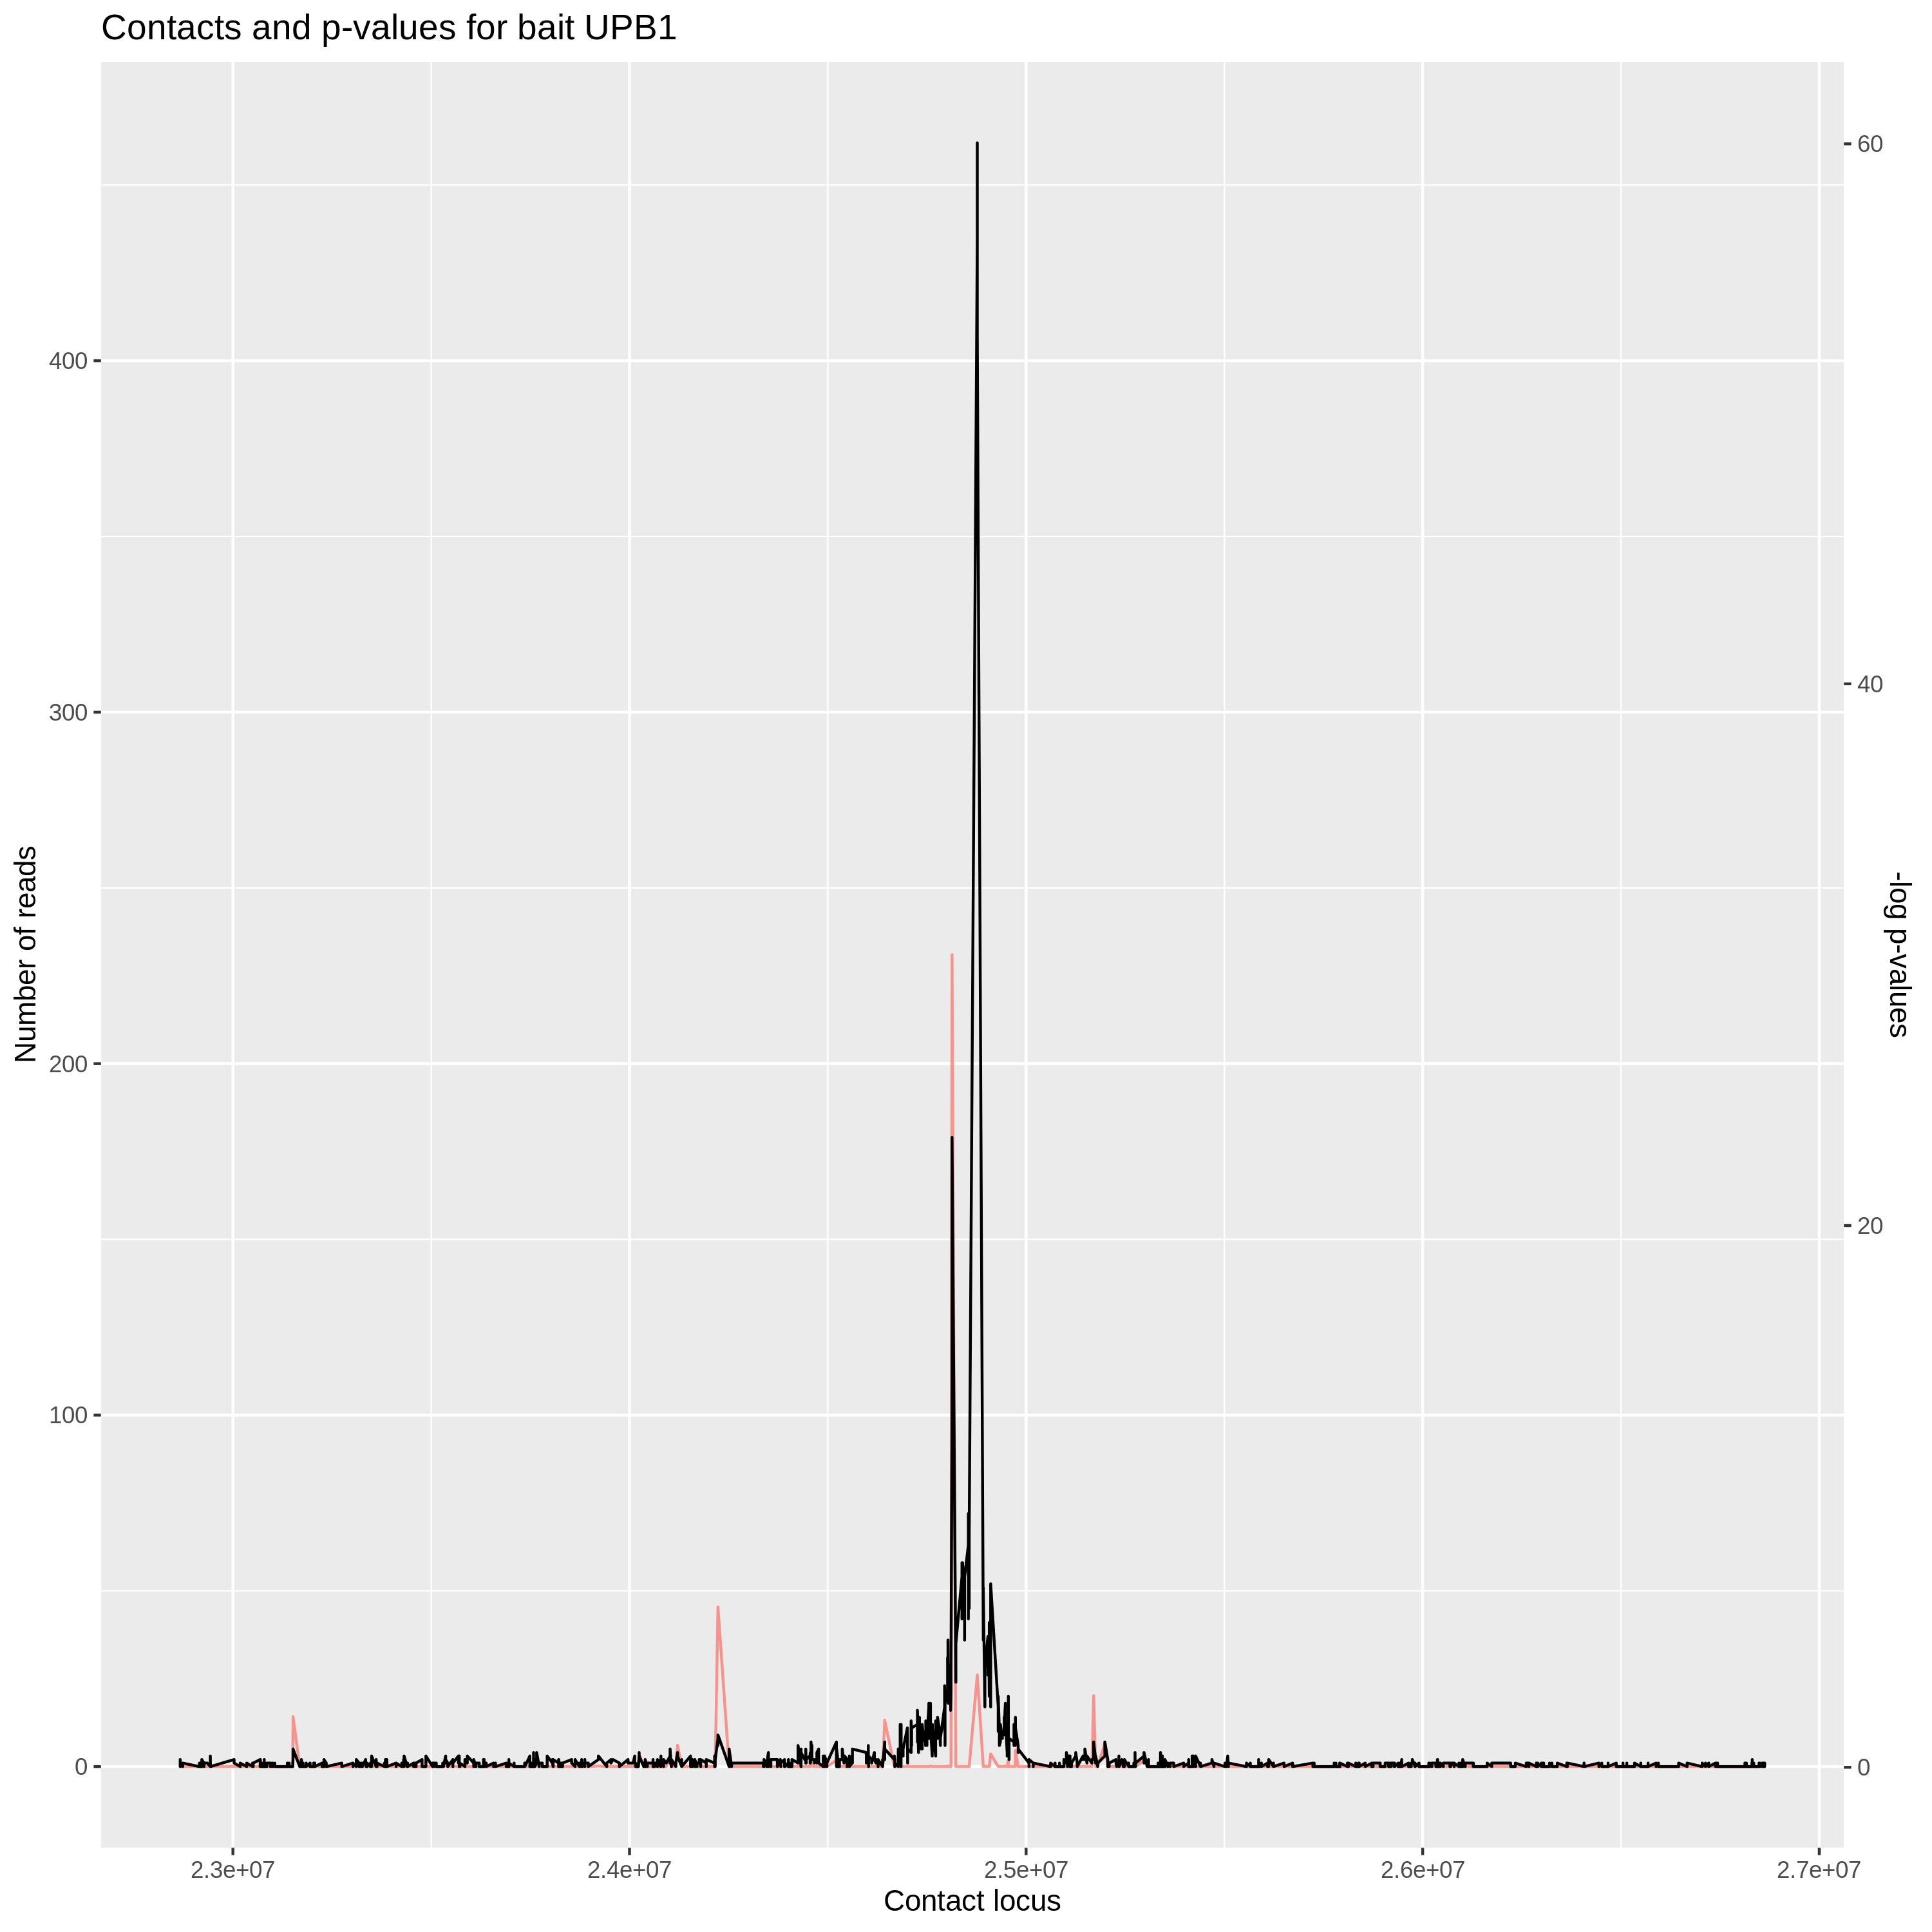 Contacts and p-values for bait UPB1
Number of reads
400
300
200
100
0
60
40
20
0
-log p-values
2.3e+07 2.4e+07 2.5e+07 2.6e+07 2.7e+07
Contact locus